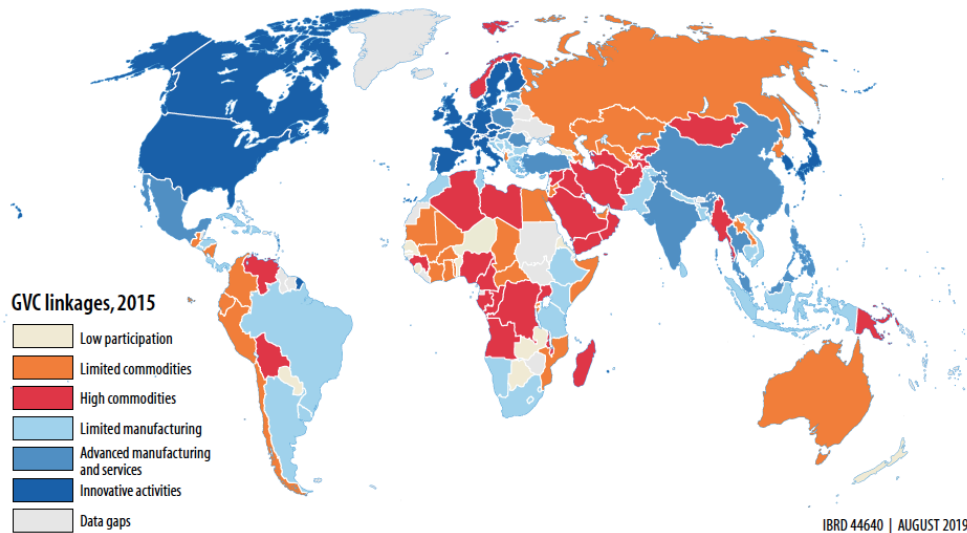 GVC linkages, 2015
Low participation
Limited commodities
High commodities
Limited manufacturing
Advanced manufacturing
and services
Innovative activities
Data gaps
IBRD 44640 | AUGUST 2019